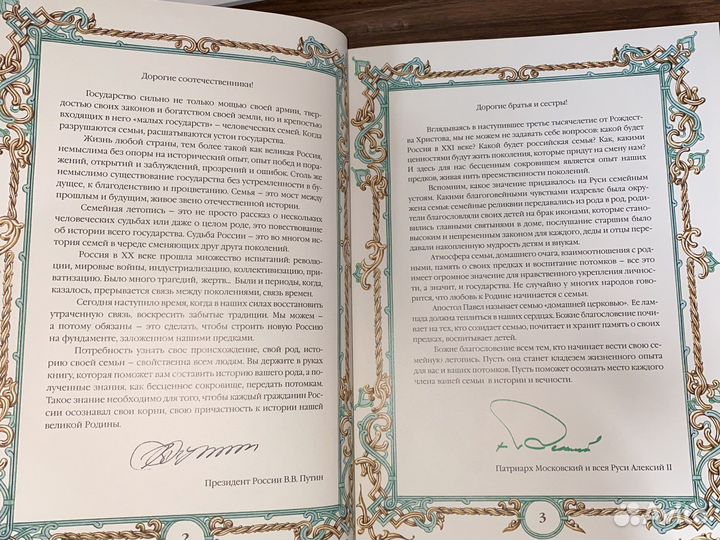 Дорогие соотечественники!
Государство сильно не только мощью своей армии, твер-
достью своих законов и богатством своей земли, но и крепостью
входящих в него «малых государств» – человеческих семей. Когда
разрушаются семьи, расшатываются устои государства.
Жизнь любой страны, тем более такой как великая Россия,
немыслима без опоры на исторический опыт, опыт побед и пора-
жений, открытий и заблуждений, прозрений и ошибок. Столь же
немыслимо существование государства без устремленности в бу-
дущее, к благодействию и процветанию. Семья – это мост между
прошлым и будущим, живое звено отечественной истории.
Семейная летопись – это не просто рассказ о нескольких
человеческих судьбах или даже о целом роде, это повествование
об истории всего государства. Судьба России – это во многом ис-
тория семей в череде сменяющих друг друга поколений.
Россия в XX веке прошла множество испытаний: револю-
ции, мировые войны, индустриализацию, коллективизацию, при-
ватизацию. Было много трагедий, жертв... Были и периоды, когда,
казалось, прерывается связь между поколениями, связь времен.
Сегодня наступило время, когда в наших силах восстановить
утраченную связь, воскресить забытые традиции. Мы можем –
а потому обязаны – это сделать, чтобы строить новую Россию
на фундаменте, заложенном нашими предками.
Потребность узнать свое происхождение, свой род, ис-
торию своей семьи – свойственна всем людям. Вы держите в руках
книгу, которая поможет вам составить историю вашего рода, а по-
лученные знания, как бесценное сокровище, передать потомкам.
Такое знание необходимо для того, чтобы каждый гражданин Рос-
сии осознавал свои корни, свою причастность к истории нашей
великой Родины.
Президент России В.В. Путин
2
Дорогие братья и сестры!
Вглядываясь в наступившее третье тысячелетие от Рождест-
ва Христова, мы не можем не задавать себе вопросов: какой будет
Россия в XXI веке? Какой будет российская семья? Как, какими
ценностями будут жить поколения, которые придут на смену нам?
И здесь для нас бесценным сокровищем является опыт наших
предков, живая нить преемственности поколений.
Вспомним, какое значение придавалось на Руси семейным
устоям. Какими благоговейными чувствами издревле была окру-
жена семья: семейные реликвии передавались из рода в род, роди-
тели благословляли своих детей на брак иконами, которые стано-
вились главными святынями в доме, послушание старшим было
высоким и непременным законом для каждого, деды и отцы пере-
давали накопленную мудрость детям и внукам.
Атмосфера семьи, домашнего очага, взаимоотношения с род-
ными, память о своих предках и воспитание потомков – все это
имеет огромное значение для нравственного укрепления личнос-
ти, а значит, и государства. Не случайно у многих народов гово-
рится, что любовь к Родине начинается с семьи.
Апостол Павел называет семью «домашней церковью». Ее лам-
пада должна теплиться в наших сердцах. Божие благословение почи-
вает на тех, кто созидает семью, почитает и хранит память о своих
предках, воспитывает детей.
Божие благословение всем тем, кто начинает вести свою се-
мейную летопись. Пусть она станет кладезем жизненного опыта
для вас и ваших потомков. Пусть поможет осознать место каждого
члена вашей семьи в истории и вечности.
Патриарх Московский и всея Руси Алексий II
3
Avito